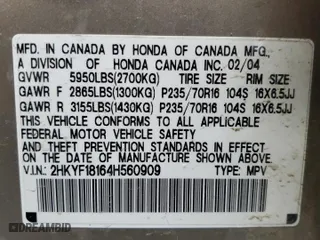 MFD. IN CANADA BY HONDA OF CANADA MFG.,
A DIVISION OF HONDA CANADA INC. 02/04
GVWR 5950LBS(2700KG) TIRE SIZE RIM SIZE
GAWR F 2865LBS(1300KG) P235/70R16 104S 16X6.5JJ
GAWR R 3155LBS(1430KG) P235/70R16 104S 16X6.5JJ
THIS VEHICLE CONFORMS TO ALL APPLICABLE
FEDERAL MOTOR VEHICLE SAFETY STANDARDS IN
EFFECT ON THE DATE OF MANUFACTURE SHOWN ABOVE.
V.I.N.: 2HKYF18164H560909 TYPE: MPV
DREAMBID